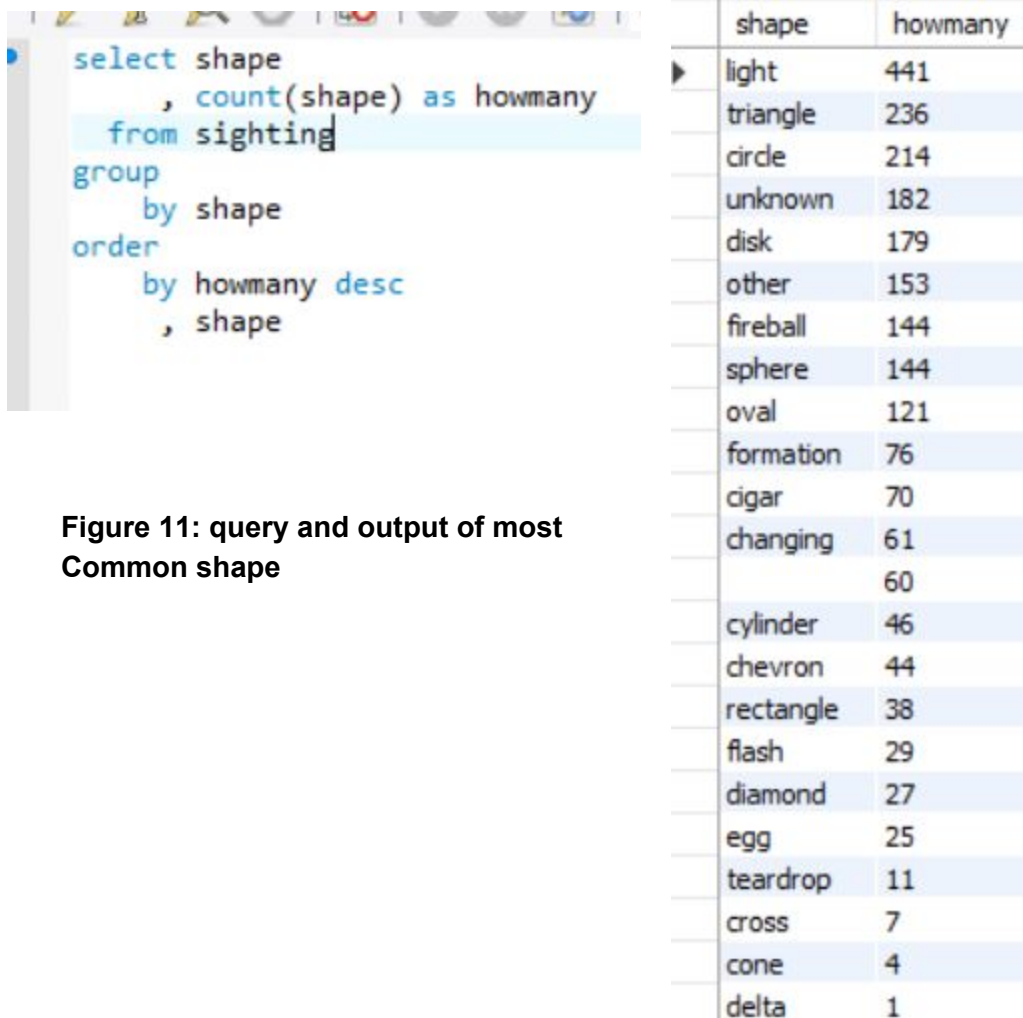 select shape
, count(shape) as howmany
from sighting
group
by shape
order
by howmany desc
, shape
Figure 11: query and output of most
Common shape
shape howmany
light 441
triangle 236
circle 214
unknown 182
disk 179
other 153
fireball 144
sphere 144
oval 121
formation 76
cigar 70
changing 61
60
cylinder 46
chevron 44
rectangle 38
flash 29
diamond 27
egg 25
teardrop 11
cross 7
cone 4
delta 1